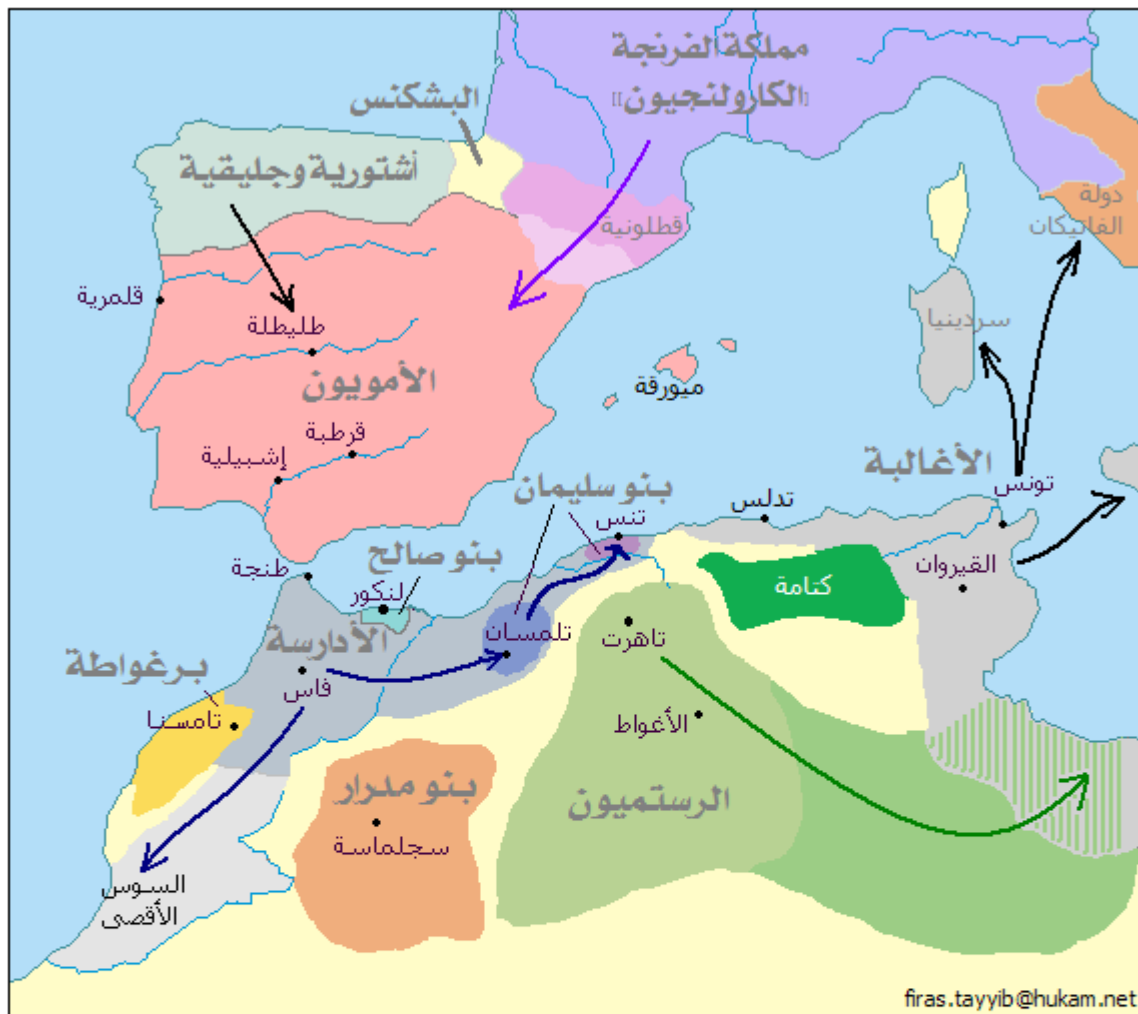 مملكة الفرنجة
[الكارولنجيون]
البشكنس
أشتورية وجليقية
دولة
الفاتيكان
قطلونية
قلمرية
طليطلة
سردينيا
الأمويون
ميورقة
قرطبة
إشبيلية
الأغالبة
بنو سليمان
تونس
تدلس
تنس
بنو صالح
طنجة
القيروان
لنكور
كتامة
الأدارسة
تلمسان
تاهرت
برغواطة
فاس
تامسنا
الأغواط
بنو مدرار
الرستميون
سجلماسة
السوس
الأقصى
firas.tayyib@hukam.net